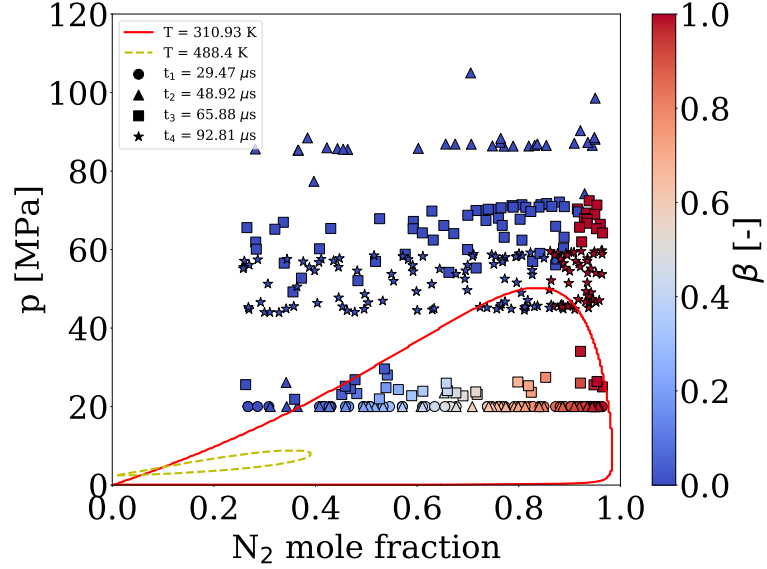 120
100
80
60
40
20
0
p [MPa]
T = 310.93 K
T = 488.4 K
t₁ = 29.47 μs
t₂ = 48.92 μs
t₃ = 65.88 μs
t₄ = 92.81 μs
0.0 0.2 0.4 0.6 0.8 1.0
N₂ mole fraction
1.0
0.8
0.6
0.4
0.2
0.0
β [-]